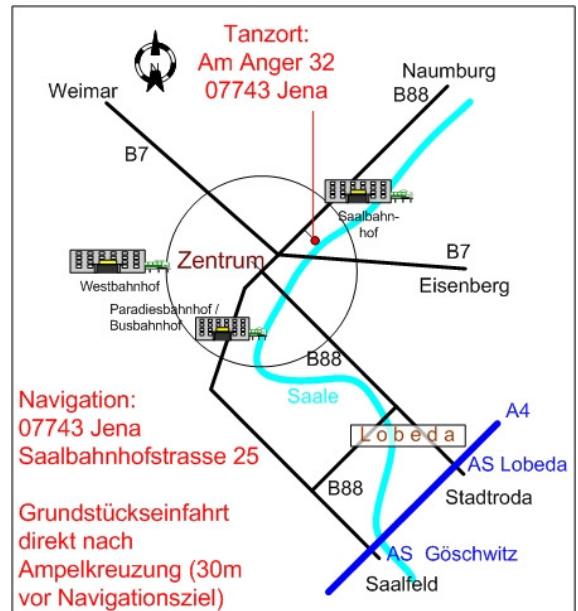 Tanzort:
Am Anger 32
07743 Jena
N
Naumburg
B88
Weimar
B7
Saalbahn-
hof
Zentrum
B7
Westbahnhof
Eisenberg
Paradiesbahnhof /
Busbahnhof
B88
Saale
Navigation:
07743 Jena
Saalbahnhofstrasse 25
A4
Lobeda
AS Lobeda
B88
Stadtroda
Grundstückseinfahrt
direkt nach
Ampelkreuzung (30m
vor Navigationsziel)
AS Göschwitz
Saalfeld